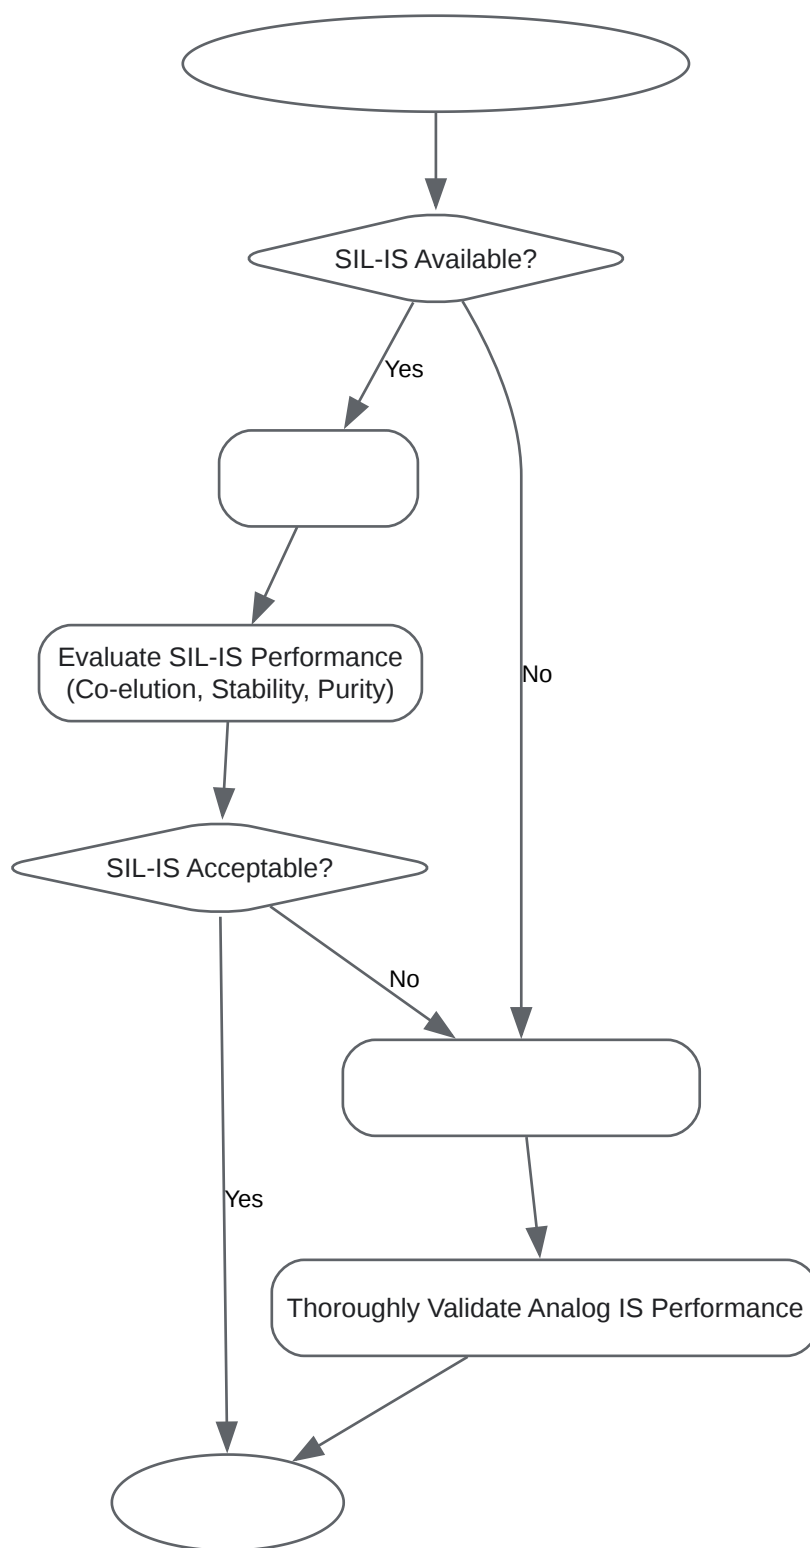 SIL-IS Available?
Yes
No
Evaluate SIL-IS Performance
(Co-elution, Stability, Purity)
SIL-IS Acceptable?
No
Yes
Thoroughly Validate Analog IS Performance